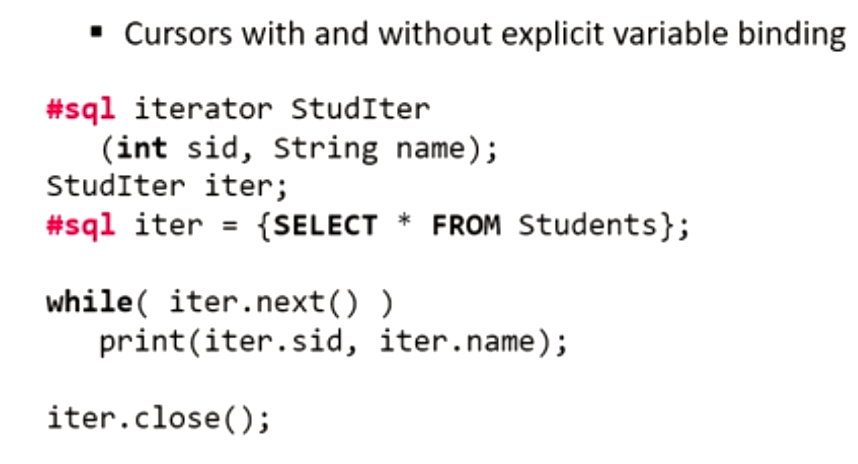 ▪ Cursors with and without explicit variable binding
#sql iterator StudIter
(int sid, String name);
StudIter iter;
#sql iter = {SELECT * FROM Students};
while( iter.next() )
print(iter.sid, iter.name);
iter.close();